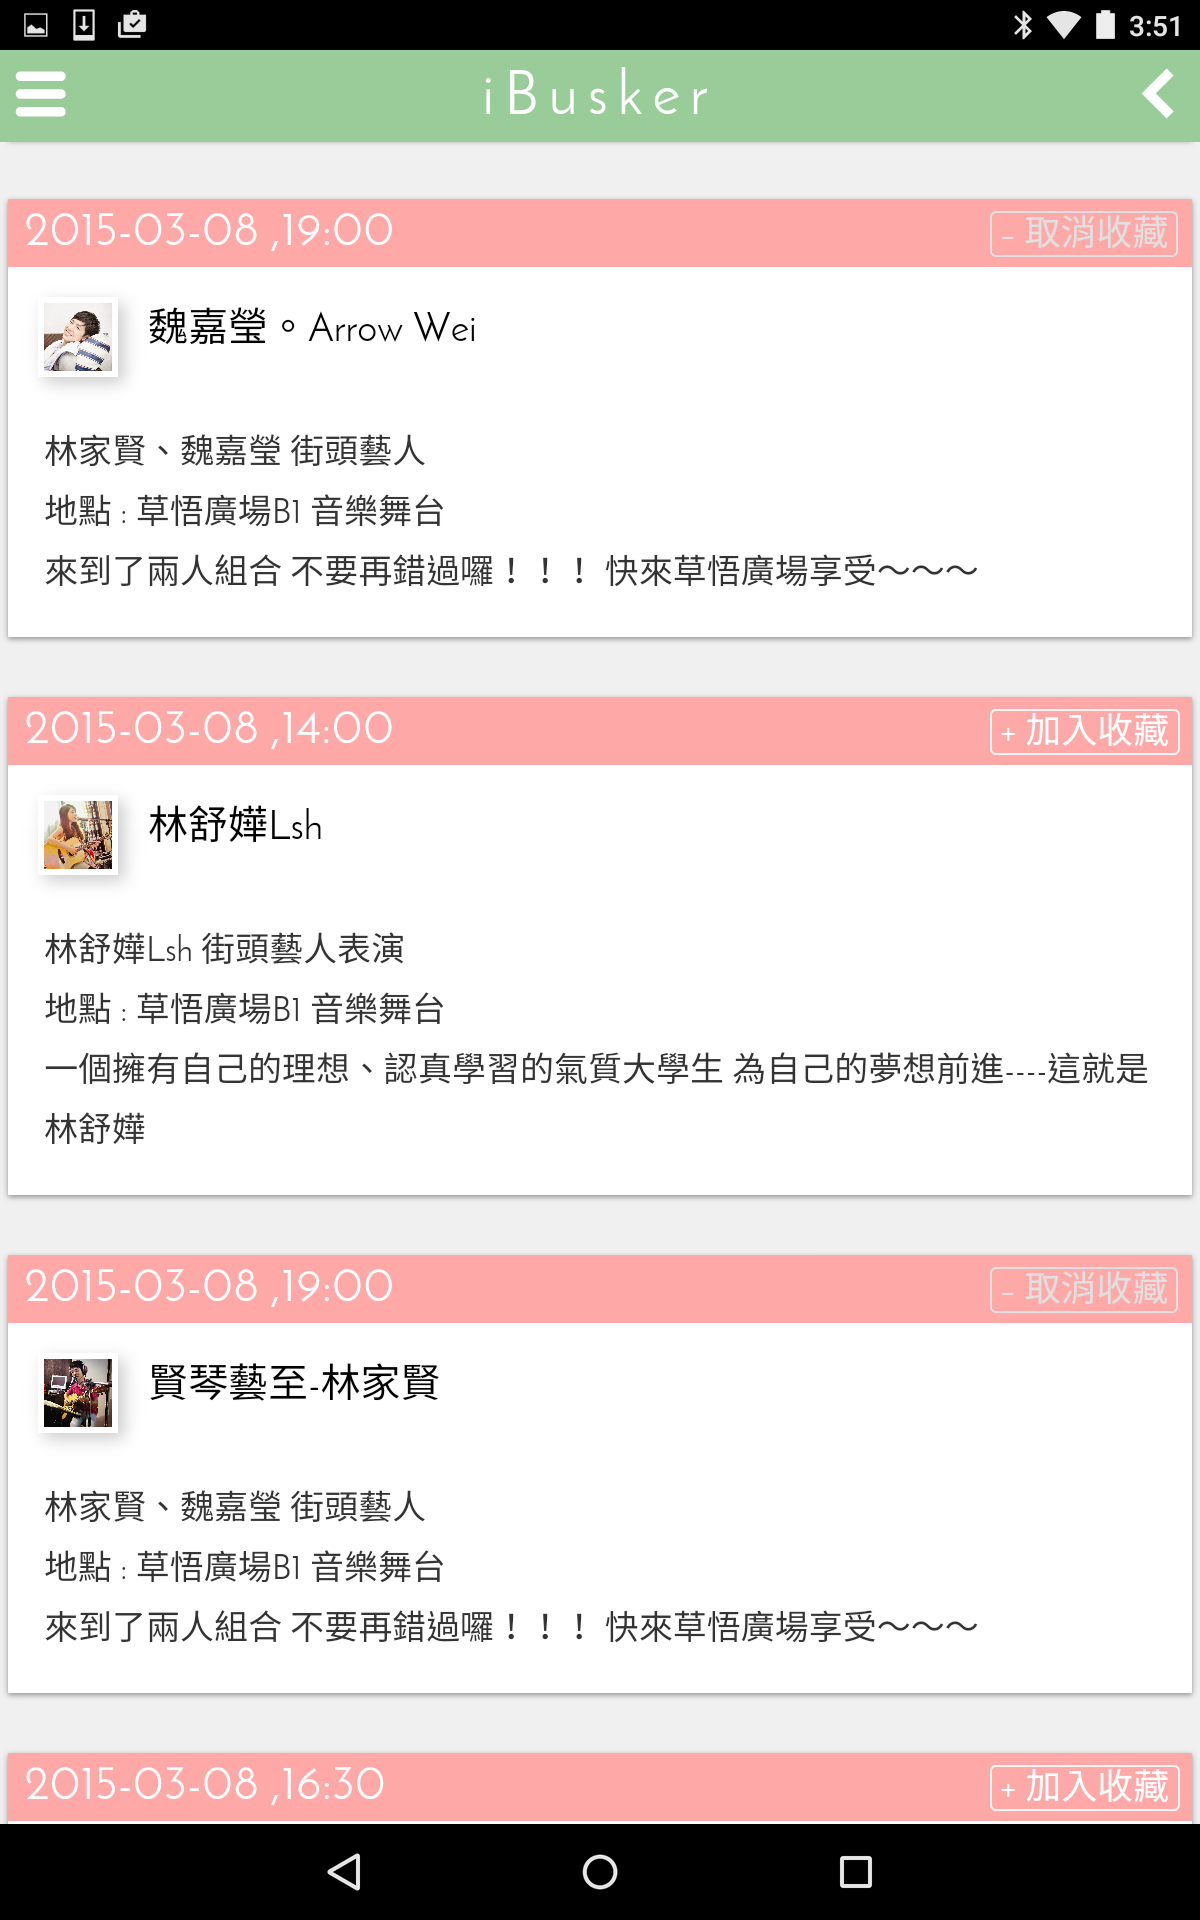 3:51
iBusker
2015-03-08 ,19:00
- 取消收藏
魏嘉瑩。Arrow Wei
林家賢、魏嘉瑩 街頭藝人
地點 : 草悟廣場B1 音樂舞台
來到了兩人組合 不要再錯過囉！！！ 快來草悟廣場享受～～～
2015-03-08 ,14:00
+ 加入收藏
林舒嬅Lsh
林舒嬅Lsh 街頭藝人表演
地點 : 草悟廣場B1 音樂舞台
一個擁有自己的理想、認真學習的氣質大學生 為自己的夢想前進----這就是
林舒嬅
2015-03-08 ,19:00
- 取消收藏
賢琴藝至-林家賢
林家賢、魏嘉瑩 街頭藝人
地點 : 草悟廣場B1 音樂舞台
來到了兩人組合 不要再錯過囉！！！ 快來草悟廣場享受～～～
2015-03-08 ,16:30
+ 加入收藏